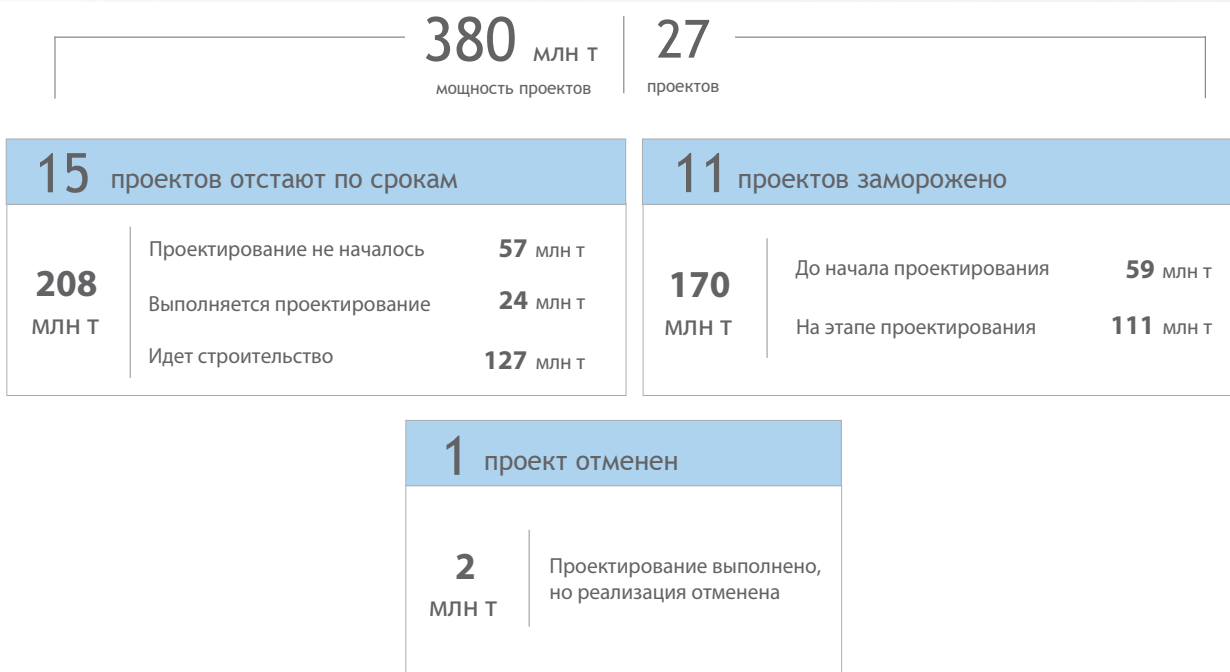 380 млн т
мощность проектов
27
проектов
15 проектов отстают по срокам
208
млн т
Проектирование не началось 57 млн т
Выполняется проектирование 24 млн т
Идет строительство 127 млн т
11 проектов заморожено
170
млн т
До начала проектирования 59 млн т
На этапе проектирования 111 млн т
1 проект отменен
2
млн т
Проектирование выполнено,
но реализация отменена